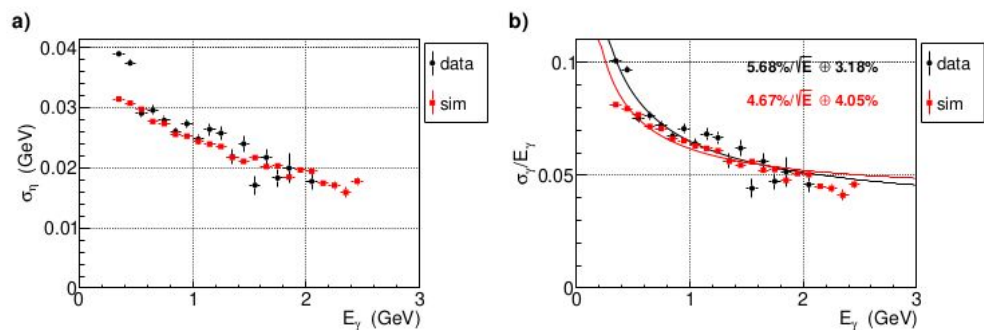 a)
σ_η (GeV)
0.04
0.03
0.02
0.01
0
0 1 2 3
E_γ (GeV)
data
sim
b)
σ_γ/E_γ
0.1
0.05
0
0 1 2 3
E_γ (GeV)
5.68%/√E ⊕ 3.18%
4.67%/√E ⊕ 4.05%
data
sim